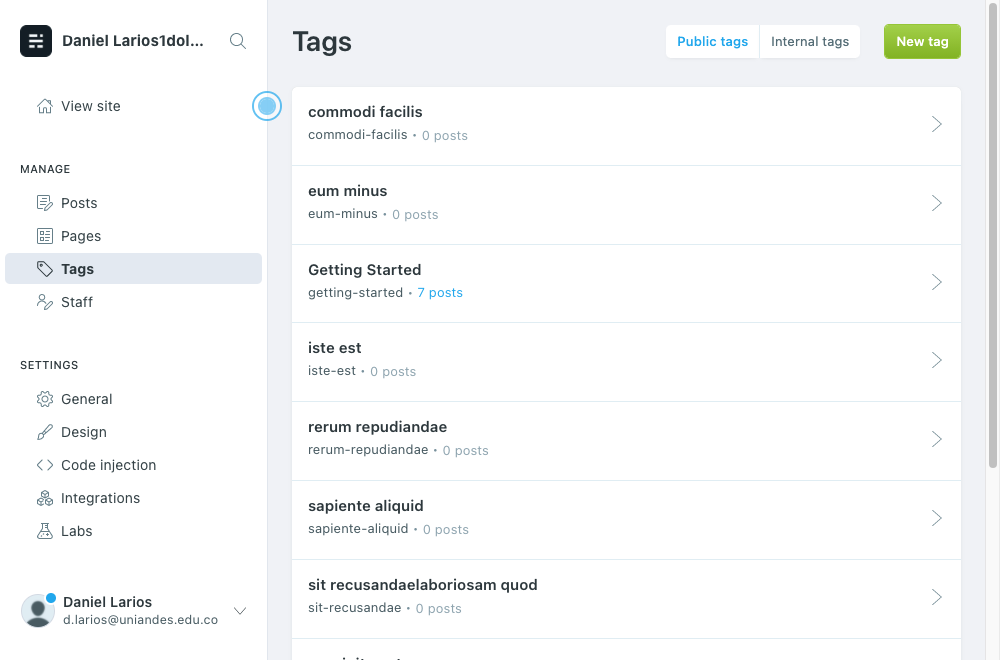 Daniel Larios1dol...
View site
MANAGE
Posts
Pages
Tags
Staff
SETTINGS
General
Design
Code injection
Integrations
Labs
Daniel Larios
d.larios@uniandes.edu.co
Tags
Public tags
Internal tags
New tag
commodi facilis
commodi-facilis • 0 posts
eum minus
eum-minus • 0 posts
Getting Started
getting-started • 7 posts
iste est
iste-est • 0 posts
rerum repudiandae
rerum-repudiandae • 0 posts
sapiente aliquid
sapiente-aliquid • 0 posts
sit recusandaelaboriosam quod
sit-recusandae • 0 posts